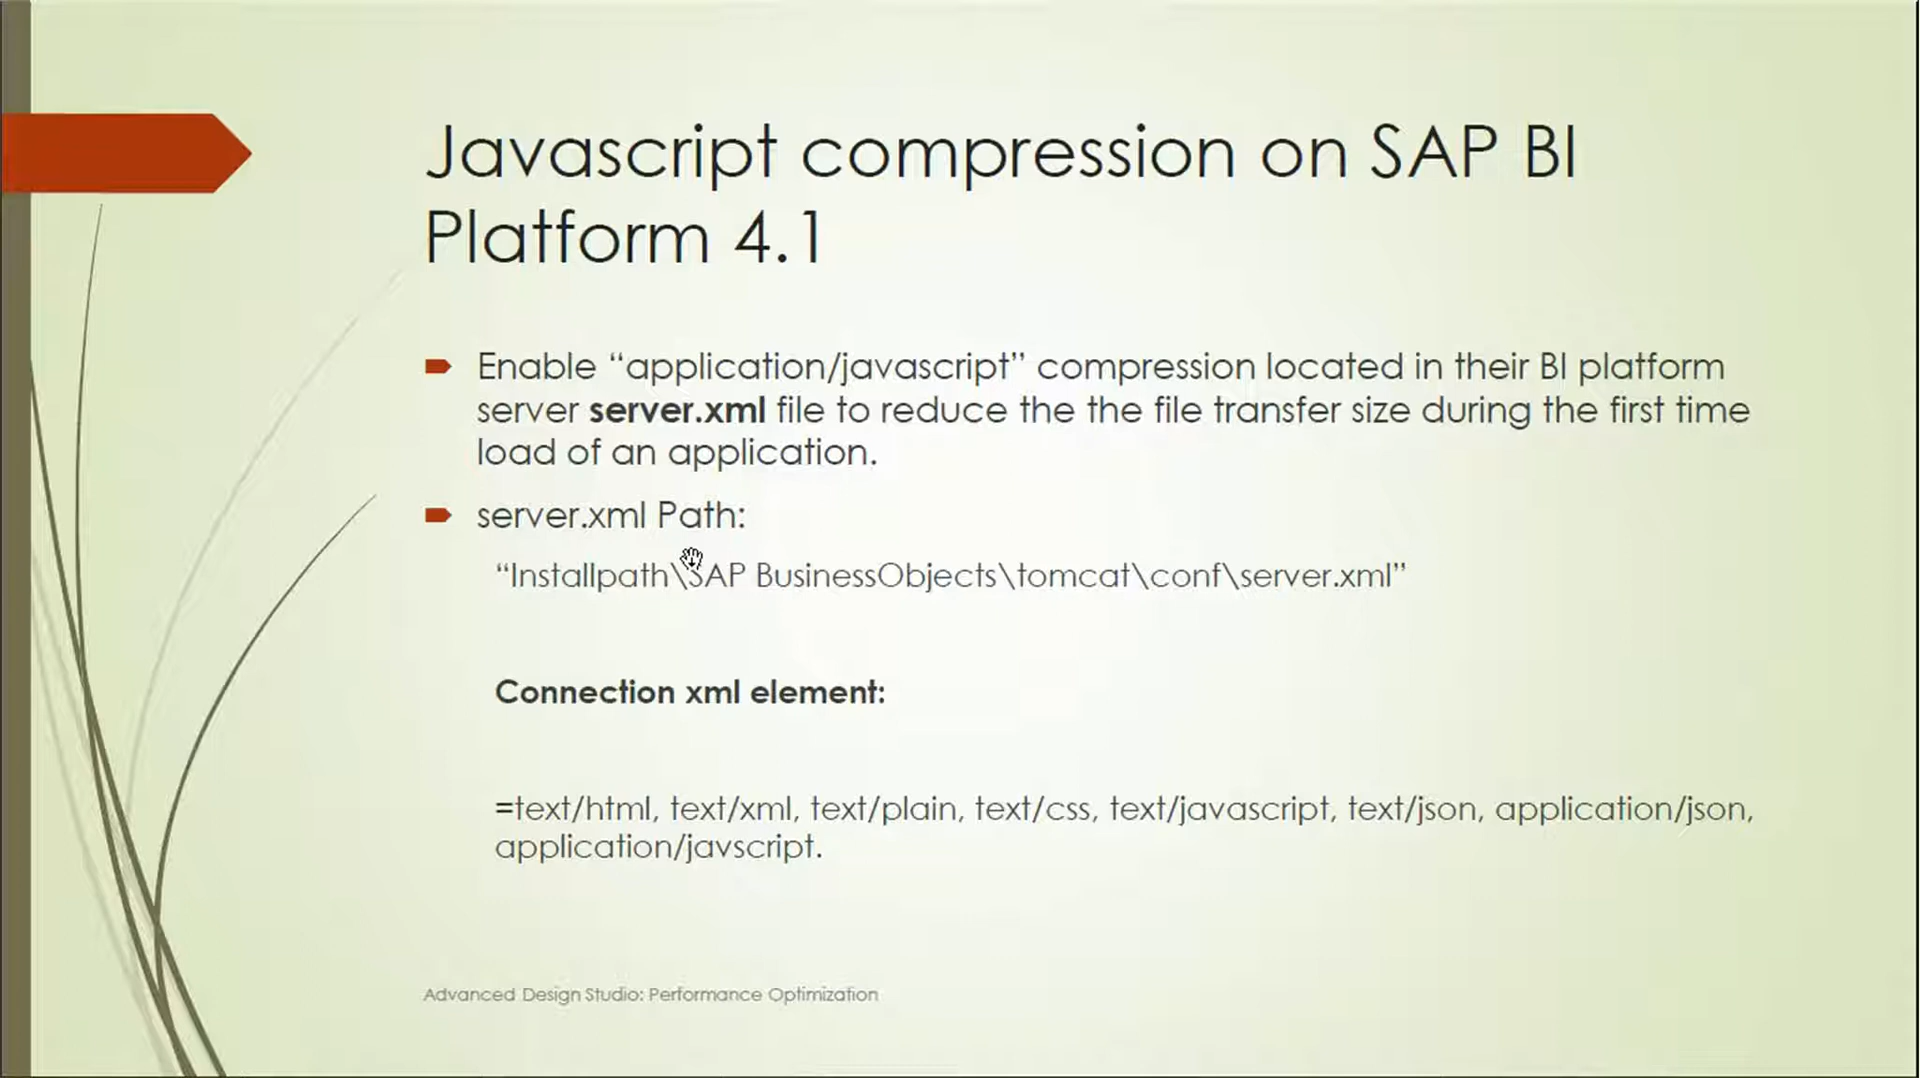 Javascript compression on SAP BI
Platform 4.1
Enable “application/javascript” compression located in their BI platform
server server.xml file to reduce the the file transfer size during the first time
load of an application.
server.xml Path:
“Installpath\SAP BusinessObjects\tomcat\conf\server.xml”
Connection xml element:
=text/html, text/xml, text/plain, text/css, text/javascript, text/json, application/json,
application/javscript.
Advanced Design Studio: Performance Optimization